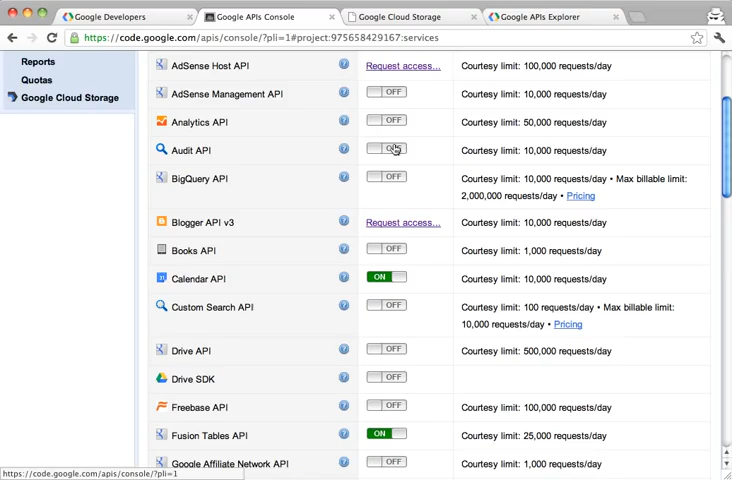 Google Developers
Google APIs Console
Google Cloud Storage
Google APIs Explorer
https://code.google.com/apis/console/?pli=1#project:975658429167:services
Reports
Quotas
Google Cloud Storage
AdSense Host API Request access... Courtesy limit: 100,000 requests/day
AdSense Management API OFF Courtesy limit: 10,000 requests/day
Analytics API OFF Courtesy limit: 50,000 requests/day
Audit API OFF Courtesy limit: 10,000 requests/day
BigQuery API OFF Courtesy limit: 10,000 requests/day • Max billable limit:
2,000,000 requests/day • Pricing
Blogger API v3 Request access... Courtesy limit: 10,000 requests/day
Books API OFF Courtesy limit: 1,000 requests/day
Calendar API ON Courtesy limit: 10,000 requests/day
Custom Search API OFF Courtesy limit: 100 requests/day • Max billable limit:
10,000 requests/day • Pricing
Drive API OFF Courtesy limit: 500,000 requests/day
Drive SDK OFF
Freebase API OFF Courtesy limit: 100,000 requests/day
Fusion Tables API ON Courtesy limit: 25,000 requests/day
Google Affiliate Network API OFF Courtesy limit: 1,000 requests/day
https://code.google.com/apis/console/?pli=1